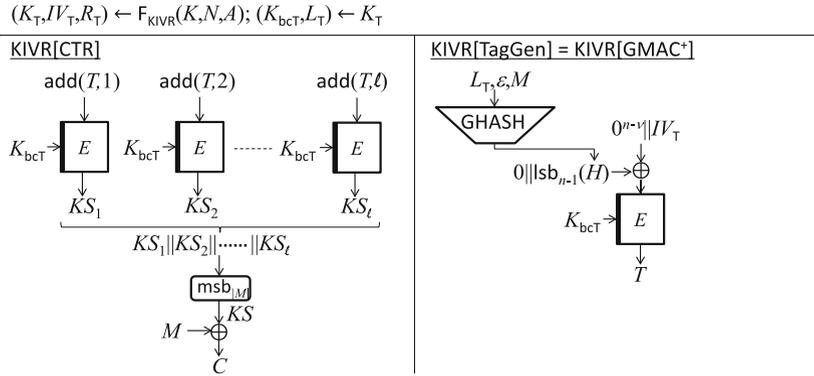 (K_T,IV_T,R_T) ← F_KIVR(K,N,A); (K_bcT,L_T) ← K_T
KIVR[CTR]
add(T,1) add(T,2) add(T,ℓ)
K_bcT E K_bcT E K_bcT E
KS_1 KS_2 KS_ℓ
KS_1||KS_2||······||KS_ℓ
msb_|M|
KS
M
C
KIVR[TagGen] = KIVR[GMAC⁺]
L_T,ε,M
GHASH
0^{n-ν}||IV_T
0||lsb_{n-1}(H)
K_bcT E
T